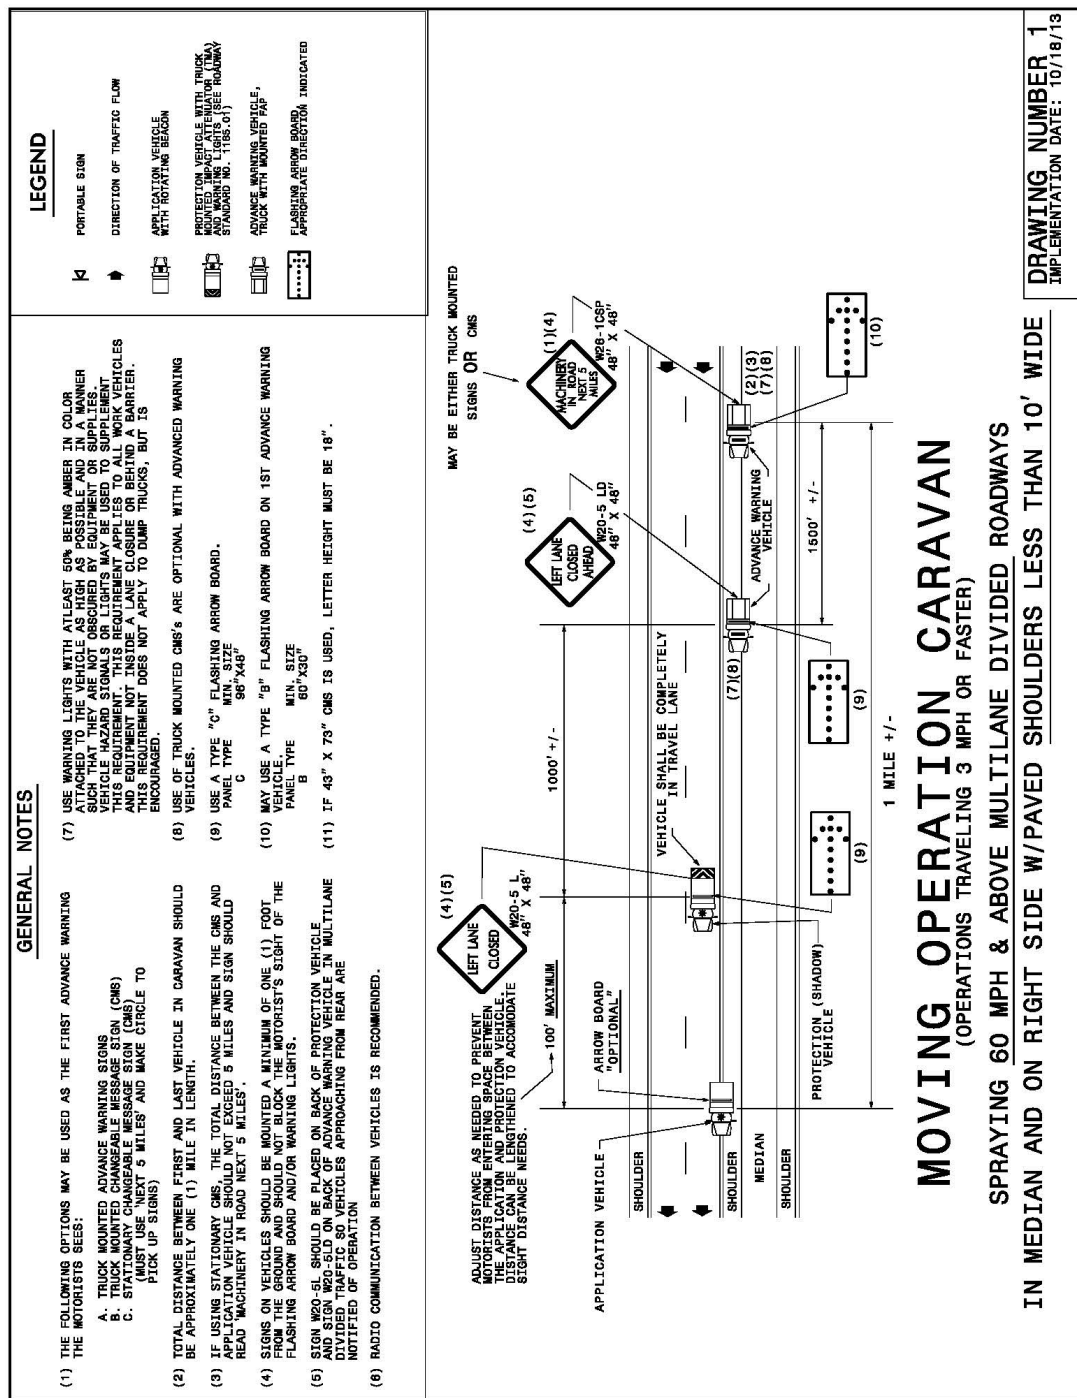 GENERAL NOTES
(1) THE FOLLOWING OPTIONS MAY BE USED AS THE FIRST ADVANCE WARNING
THE MOTORISTS SEES:
A. TRUCK MOUNTED ADVANCE WARNING SIGNS
B. TRUCK MOUNTED CHANGEABLE MESSAGE SIGN (CMS)
C. STATIONARY CHANGEABLE MESSAGE SIGN (CMS)
(MUST USE 'NEXT 5 MILES' AND MAKE CIRCLE TO
PICK UP SIGNS)
(2) TOTAL DISTANCE BETWEEN FIRST AND LAST VEHICLE IN CARAVAN SHOULD
BE APPROXIMATELY ONE (1) MILE IN LENGTH.
(3) IF USING STATIONARY CMS, THE TOTAL DISTANCE BETWEEN THE CMS AND
APPLICATION VEHICLE SHOULD NOT EXCEED 5 MILES AND SIGN SHOULD
READ 'MACHINERY IN ROAD NEXT 5 MILES'.
(4) SIGNS ON VEHICLES SHOULD BE MOUNTED A MINIMUM OF ONE (1) FOOT
FROM THE GROUND AND SHOULD NOT BLOCK THE MOTORIST'S SIGHT OF THE
FLASHING ARROW BOARD AND/OR WARNING LIGHTS.
(5) SIGN W20-5L SHOULD BE PLACED ON BACK OF PROTECTION VEHICLE
AND SIGN W20-5LD ON BACK OF ADVANCE WARNING VEHICLE IN MULTILANE
DIVIDED TRAFFIC SO VEHICLES APPROACHING FROM REAR ARE
NOTIFIED OF OPERATION
(6) RADIO COMMUNICATION BETWEEN VEHICLES IS RECOMMENDED.
(7) USE WARNING LIGHTS WITH ATLEAST 50% BEING AMBER IN COLOR
ATTACHED TO THE VEHICLE AS HIGH AS POSSIBLE AND IN A MANNER
SUCH THAT THEY ARE NOT OBSCURED BY EQUIPMENT OR SUPPLIES.
VEHICLE HAZARD SIGNALS OR LIGHTS MAY BE USED TO SUPPLEMENT
THIS REQUIREMENT. THIS REQUIREMENT APPLIES TO ALL WORK VEHICLES
AND EQUIPMENT NOT INSIDE A LANE CLOSURE OR BEHIND A BARRIER.
THIS REQUIREMENT DOES NOT APPLY TO DUMP TRUCKS, BUT IS
ENCOURAGED.
(8) USE OF TRUCK MOUNTED CMS's ARE OPTIONAL WITH ADVANCED WARNING
VEHICLES.
(9) USE A TYPE "C" FLASHING ARROW BOARD.
PANEL TYPE MIN. SIZE
C 96"X48"
(10) MAY USE A TYPE "B" FLASHING ARROW BOARD ON 1ST ADVANCE WARNING
VEHICLE.
PANEL TYPE MIN. SIZE
B 60"X30"
(11) IF 43" X 73" CMS IS USED, LETTER HEIGHT MUST BE 18".
LEGEND
PORTABLE SIGN
DIRECTION OF TRAFFIC FLOW
APPLICATION VEHICLE
WITH ROTATING BEACON
PROTECTION VEHICLE WITH TRUCK
MOUNTED IMPACT ATTENUATOR (TMA)
AND WARNING LIGHTS (SEE ROADWAY
STANDARD NO. 1165.01)
ADVANCE WARNING VEHICLE,
TRUCK WITH MOUNTED FAP
FLASHING ARROW BOARD,
APPROPRIATE DIRECTION INDICATED
MAY BE EITHER TRUCK MOUNTED
SIGNS OR CMS
ADJUST DISTANCE AS NEEDED TO PREVENT
MOTORISTS FROM ENTERING SPACE BETWEEN
THE APPLICATION AND PROTECTION VEHICLE.
DISTANCE CAN BE LENGTHENED TO ACCOMODATE
SIGHT DISTANCE NEEDS.
(4)(5)
LEFT LANE
CLOSED
W20-5 L
48" X 48"
(4)(5)
LEFT LANE
CLOSED
AHEAD
W20-5 LD
48" X 48"
(1)(4)
MACHINERY
IN ROAD
NEXT 5
MILES
W26-1CSP
48" X 48"
100' MAXIMUM
1000' +/-
APPLICATION VEHICLE
ARROW BOARD
"OPTIONAL"
VEHICLE SHALL BE COMPLETELY
IN TRAVEL LANE
SHOULDER
SHOULDER
MEDIAN
SHOULDER
(7)(8)
(2)(3)
(7)(8)
ADVANCE WARNING
VEHICLE
PROTECTION (SHADOW)
VEHICLE
1500' +/-
(9)
(9)
(10)
1 MILE +/-
MOVING OPERATION CARAVAN
(OPERATIONS TRAVELING 3 MPH OR FASTER)
SPRAYING 60 MPH & ABOVE MULTILANE DIVIDED ROADWAYS
IN MEDIAN AND ON RIGHT SIDE W/PAVED SHOULDERS LESS THAN 10' WIDE
DRAWING NUMBER 1
IMPLEMENTATION DATE: 10/18/13